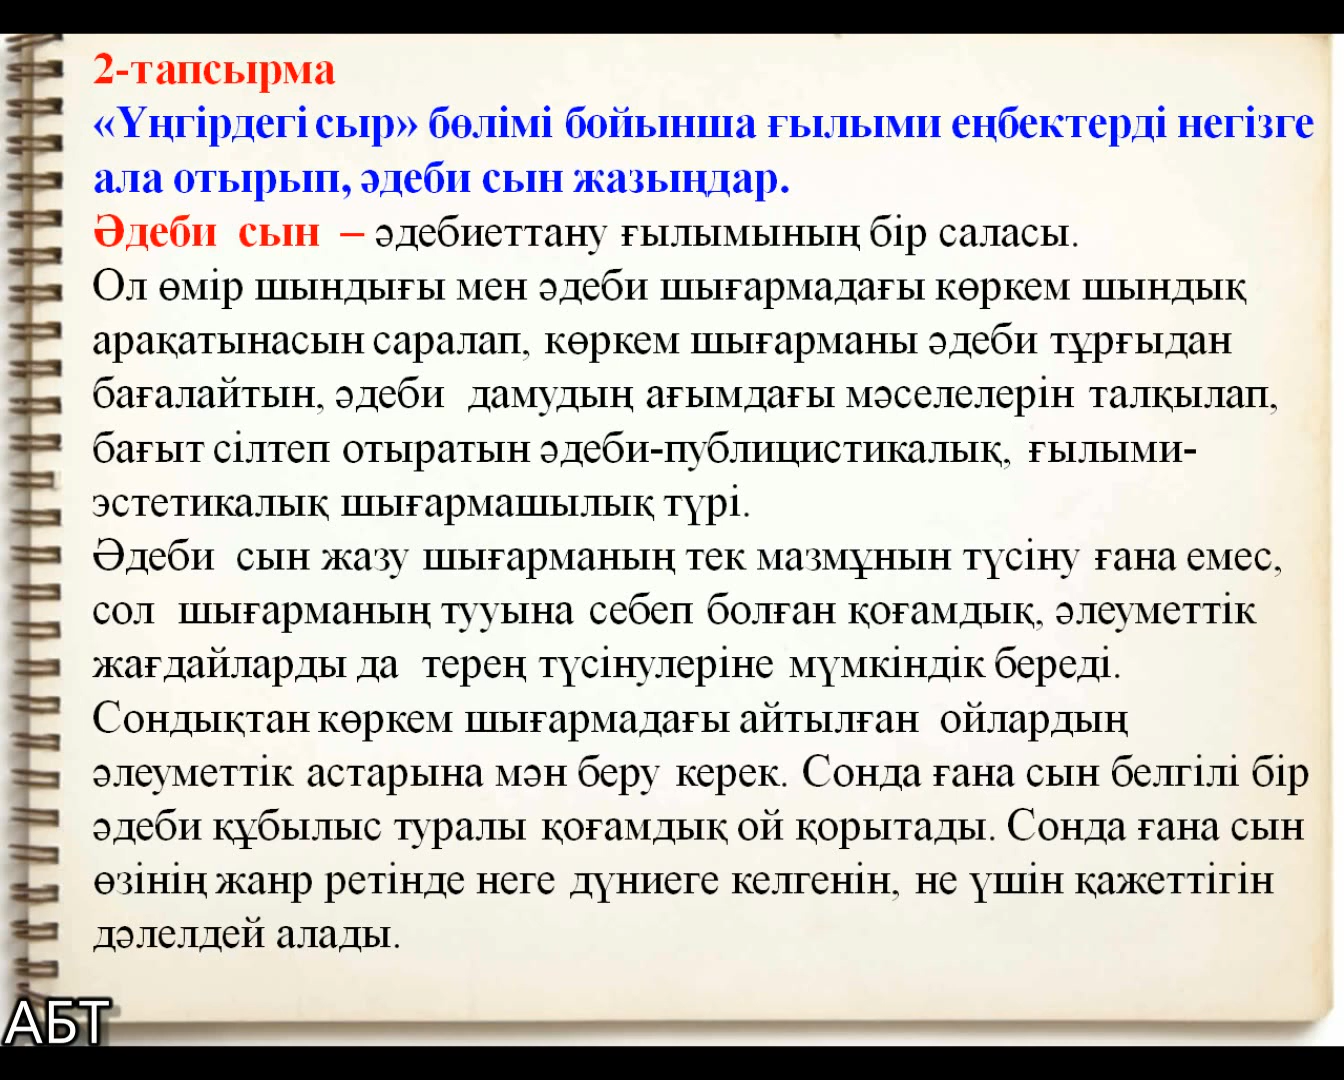 2-тапсырма
«Үңгірдегі сыр» бөлімі бойынша ғылыми еңбектерді негізге
ала отырып, әдеби сын жазыңдар.
Әдеби сын – әдебиеттану ғылымының бір саласы.
Ол өмір шындығы мен әдеби шығармадағы көркем шындық
арақатынасын саралап, көркем шығарманы әдеби тұрғыдан
бағалайтын, әдеби дамудың ағымдағы мәселелерін талқылап,
бағыт сілтеп отыратын әдеби-публицистикалық, ғылыми-
эстетикалық шығармашылық түрі.
Әдеби сын жазу шығарманың тек мазмұнын түсіну ғана емес,
сол шығарманың тууына себеп болған қоғамдық, әлеуметтік
жағдайларды да терең түсінулеріне мүмкіндік береді.
Сондықтан көркем шығармадағы айтылған ойлардың
әлеуметтік астарына мән беру керек. Сонда ғана сын белгілі бір
әдеби құбылыс туралы қоғамдық ой қорытады. Сонда ғана сын
өзінің жанр ретінде неге дүниеге келгенін, не үшін қажеттігін
дәлелдей алады.
АБТ